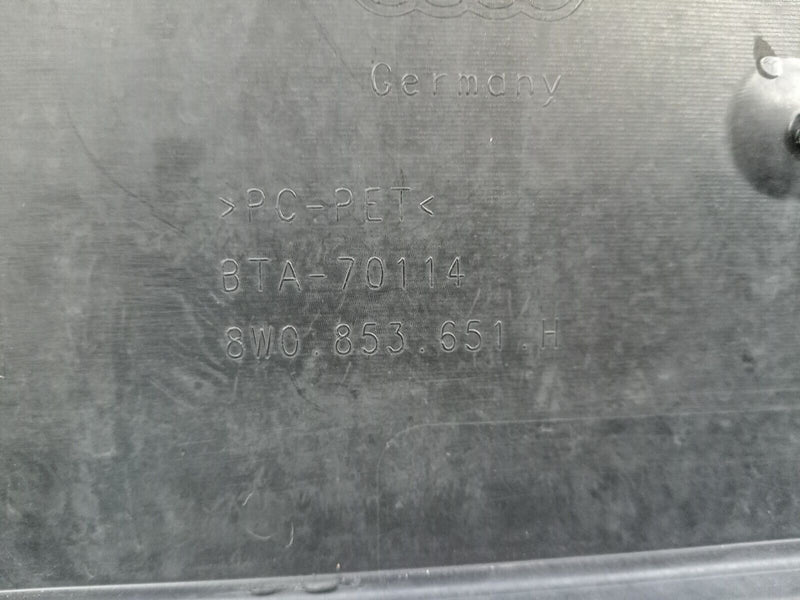 Germany
>PC-PET<
BTA-70114
8W0.853.651.H